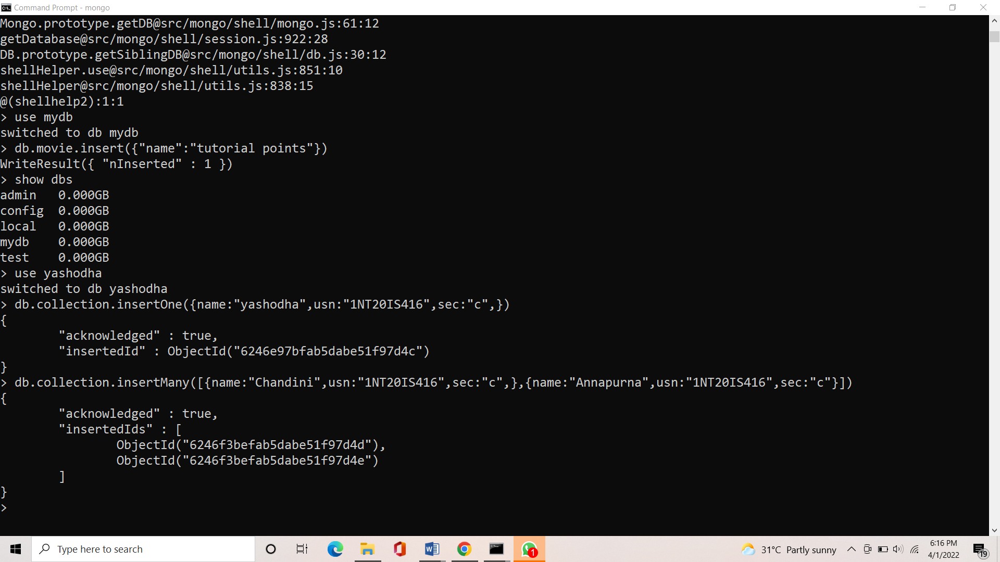 Command Prompt - mongo
Mongo.prototype.getDB@src/mongo/shell/mongo.js:61:12
getDatabase@src/mongo/shell/session.js:922:28
DB.prototype.getSiblingDB@src/mongo/shell/db.js:30:12
shellHelper.use@src/mongo/shell/utils.js:851:10
shellHelper@src/mongo/shell/utils.js:838:15
@(shellhelp2):1:1
> use mydb
switched to db mydb
> db.movie.insert({"name":"tutorial points"})
WriteResult({ "nInserted" : 1 })
> show dbs
admin   0.000GB
config  0.000GB
local   0.000GB
mydb    0.000GB
test    0.000GB
> use yashodha
switched to db yashodha
> db.collection.insertOne({name:"yashodha",usn:"1NT20IS416",sec:"c",})
{
        "acknowledged" : true,
        "insertedId" : ObjectId("6246e97bfab5dabe51f97d4c")
}
> db.collection.insertMany([{name:"Chandini",usn:"1NT20IS416",sec:"c",},{name:"Annapurna",usn:"1NT20IS416",sec:"c"}])
{
        "acknowledged" : true,
        "insertedIds" : [
                ObjectId("6246f3befab5dabe51f97d4d"),
                ObjectId("6246f3befab5dabe51f97d4e")
        ]
}
>
Type here to search
1
31°C Partly sunny
6:16 PM
4/1/2022
19